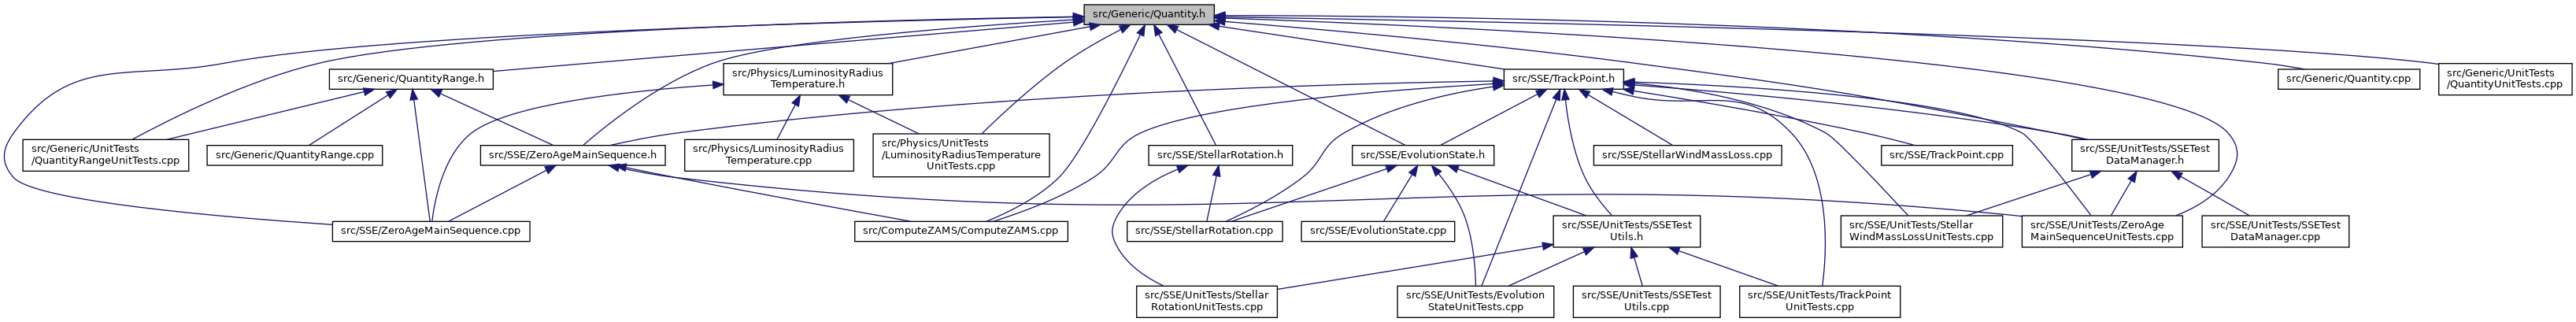 src/Generic/Quantity.h
src/Generic/QuantityRange.h
src/Physics/LuminosityRadius
Temperature.h
src/SSE/TrackPoint.h
src/Generic/Quantity.cpp
src/Generic/UnitTests
/QuantityUnitTests.cpp
src/Generic/UnitTests
/QuantityRangeUnitTests.cpp
src/Generic/QuantityRange.cpp
src/SSE/ZeroAgeMainSequence.h
src/Physics/LuminosityRadius
Temperature.cpp
src/Physics/UnitTests
/LuminosityRadiusTemperature
UnitTests.cpp
src/SSE/StellarRotation.h
src/SSE/EvolutionState.h
src/SSE/StellarWindMassLoss.cpp
src/SSE/TrackPoint.cpp
src/SSE/UnitTests/SSETest
DataManager.h
src/SSE/ZeroAgeMainSequence.cpp
src/ComputeZAMS/ComputeZAMS.cpp
src/SSE/StellarRotation.cpp
src/SSE/EvolutionState.cpp
src/SSE/UnitTests/SSETest
Utils.h
src/SSE/UnitTests/Stellar
WindMassLossUnitTests.cpp
src/SSE/UnitTests/ZeroAge
MainSequenceUnitTests.cpp
src/SSE/UnitTests/SSETest
DataManager.cpp
src/SSE/UnitTests/Stellar
RotationUnitTests.cpp
src/SSE/UnitTests/Evolution
StateUnitTests.cpp
src/SSE/UnitTests/SSETest
Utils.cpp
src/SSE/UnitTests/TrackPoint
UnitTests.cpp